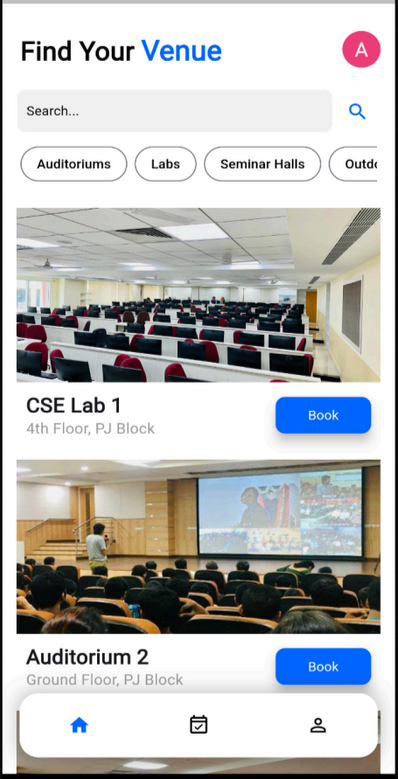 Find Your Venue
A
Search...
Auditoriums
Labs
Seminar Halls
Outdo
CSE Lab 1
4th Floor, PJ Block
Book
Auditorium 2
Ground Floor, PJ Block
Book